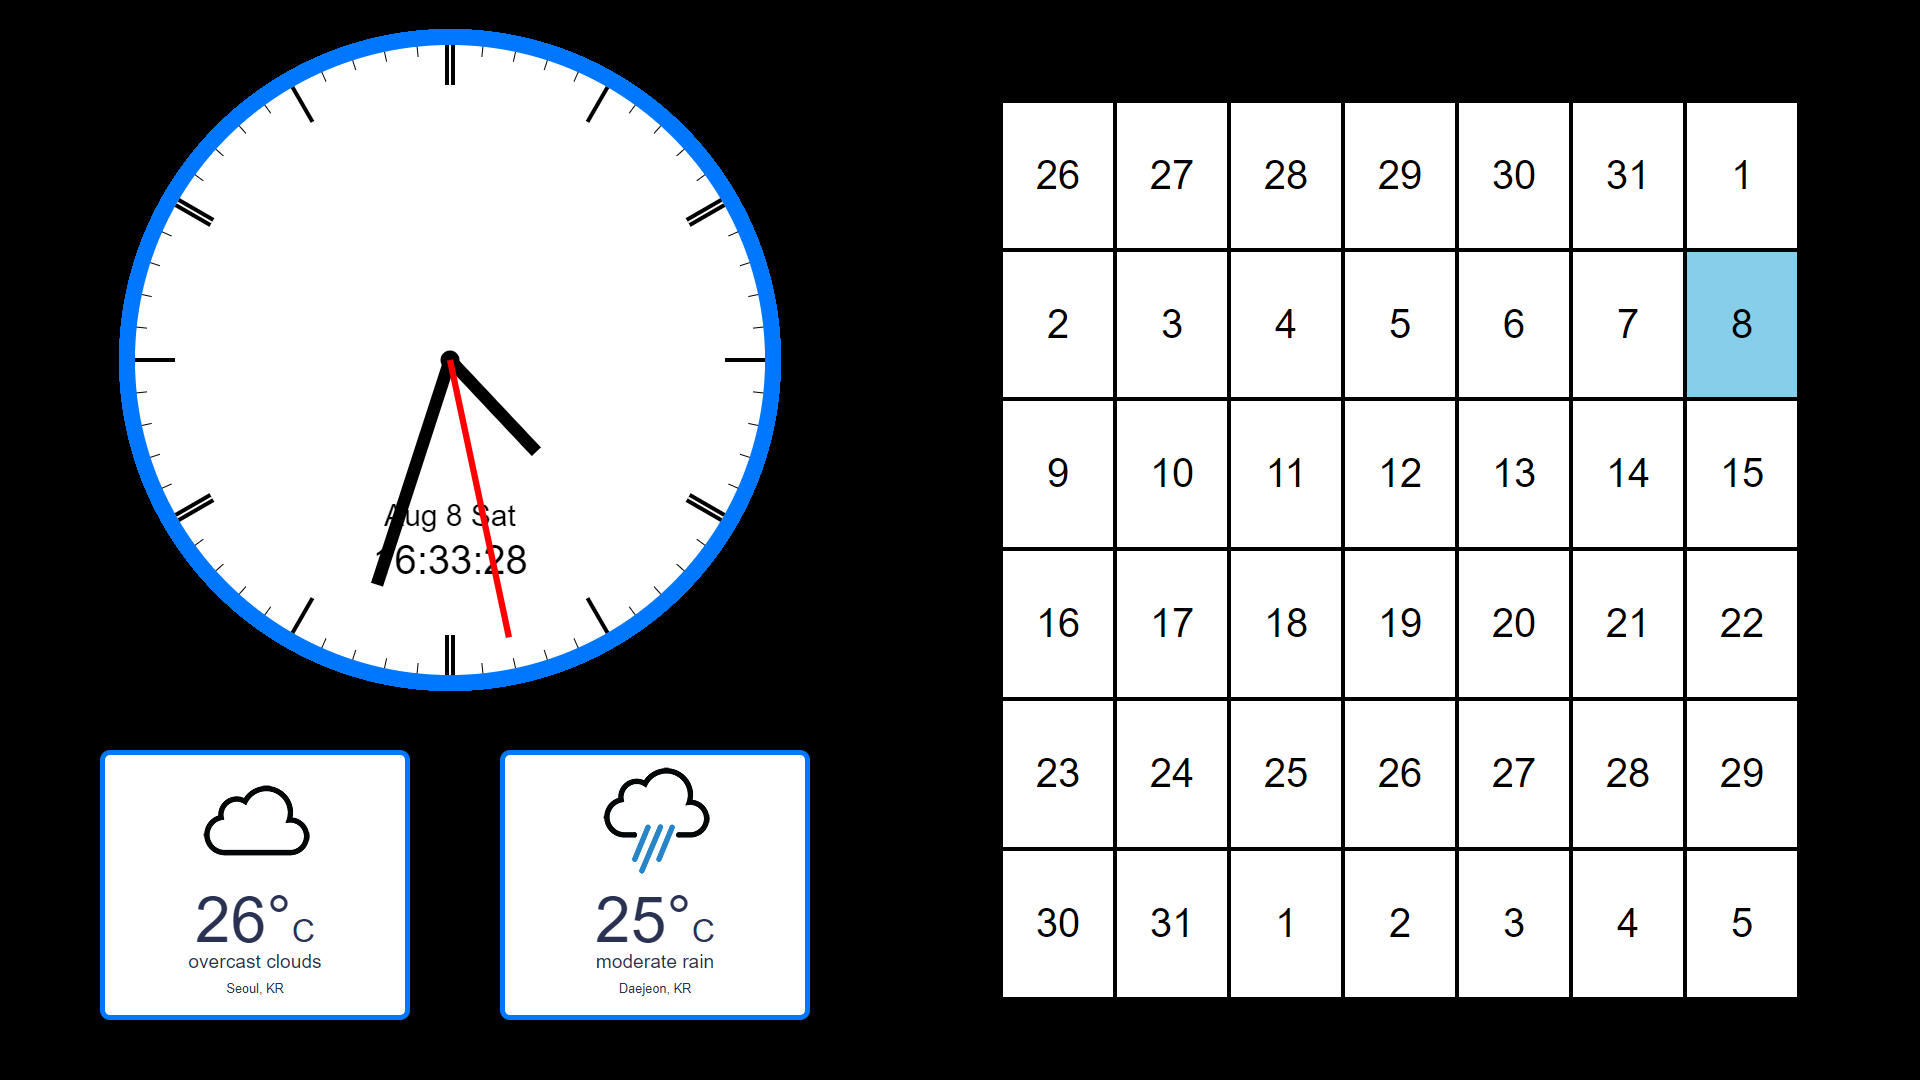 Aug 8 Sat
16:33:28
26°C
overcast clouds
Seoul, KR
25°C
moderate rain
Daejeon, KR
26 27 28 29 30 31 1
2 3 4 5 6 7 8
9 10 11 12 13 14 15
16 17 18 19 20 21 22
23 24 25 26 27 28 29
30 31 1 2 3 4 5